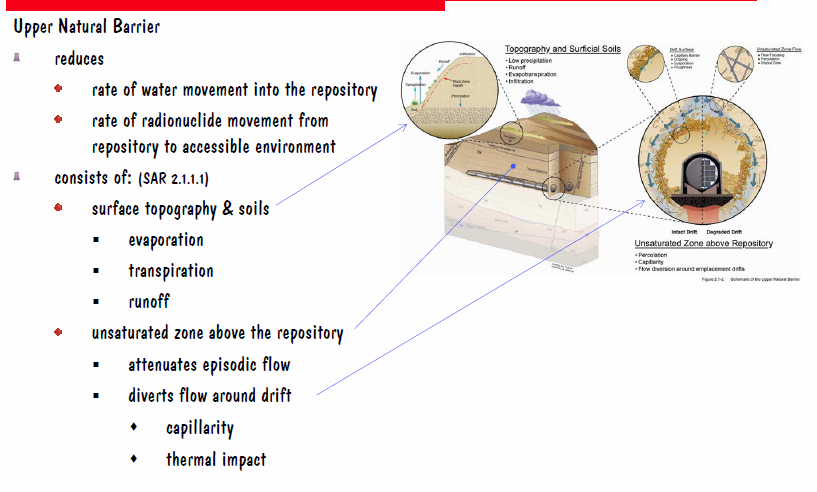 Upper Natural Barrier
reduces
rate of water movement into the repository
rate of radionuclide movement from
repository to accessible environment
consists of: (SAR 2.1.1.1)
surface topography & soils
evaporation
transpiration
runoff
unsaturated zone above the repository
attenuates episodic flow
diverts flow around drift
capillarity
thermal impact
Topography and Surficial Soils
• Low precipitation
• Runoff
• Evapotranspiration
• Infiltration
Infiltration
Runoff
Evaporation
Transpiration
Root Zone
Depth
Percolation
Soil
Drift Surface
• Capillary Barrier
• Dripping
• Evaporation
• Roughness
Unsaturated Zone Flow
• Flow Focusing
• Percolation
• Dryout Zone
Intact Drift
Degraded Drift
Unsaturated Zone above Repository
• Percolation
• Capillarity
• Flow diversion around emplacement drifts
Figure 2.1-2. Schematic of the Upper Natural Barrier